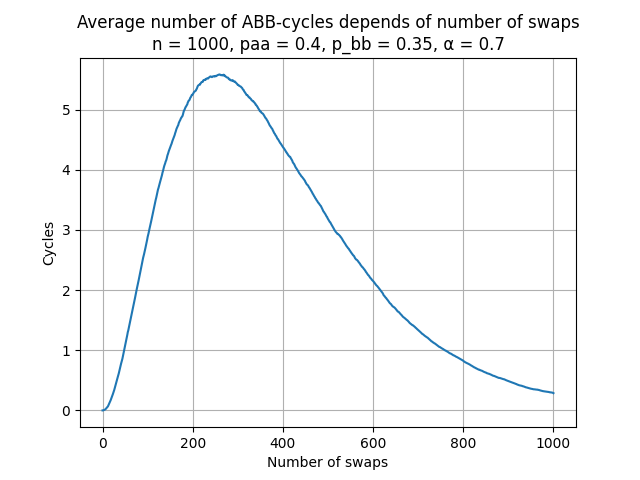 Average number of ABB-cycles depends of number of swaps
n = 1000, paa = 0.4, p_bb = 0.35, α = 0.7
Cycles
5
4
3
2
1
0
0 200 400 600 800 1000
Number of swaps